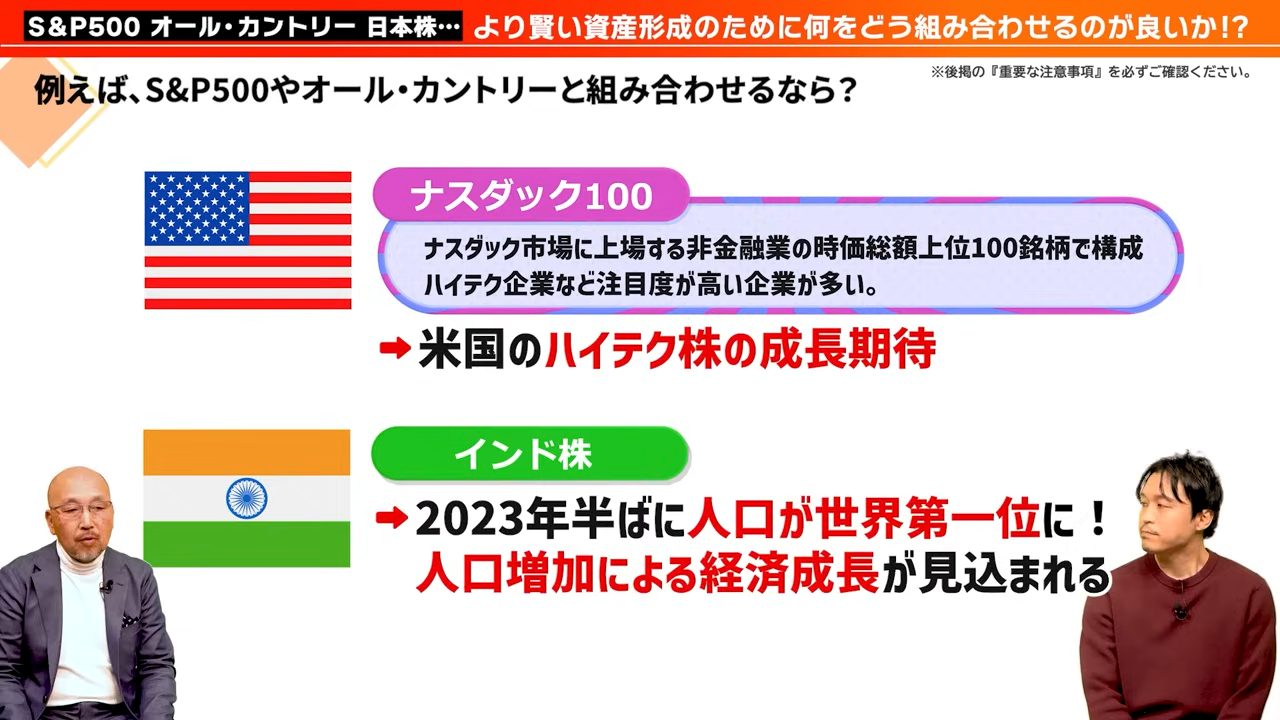 S&P500 オール・カントリー 日本株… より賢い資産形成のために何をどう組み合わせるのが良いか!?
※後掲の『重要な注意事項』を必ずご確認ください。
例えば、S&P500やオール・カントリーと組み合わせるなら？
ナスダック100
ナスダック市場に上場する非金融業の時価総額上位100銘柄で構成
ハイテク企業など注目度が高い企業が多い。
➡米国のハイテク株の成長期待
インド株
➡2023年半ばに人口が世界第一位に！
人口増加による経済成長が見込まれる